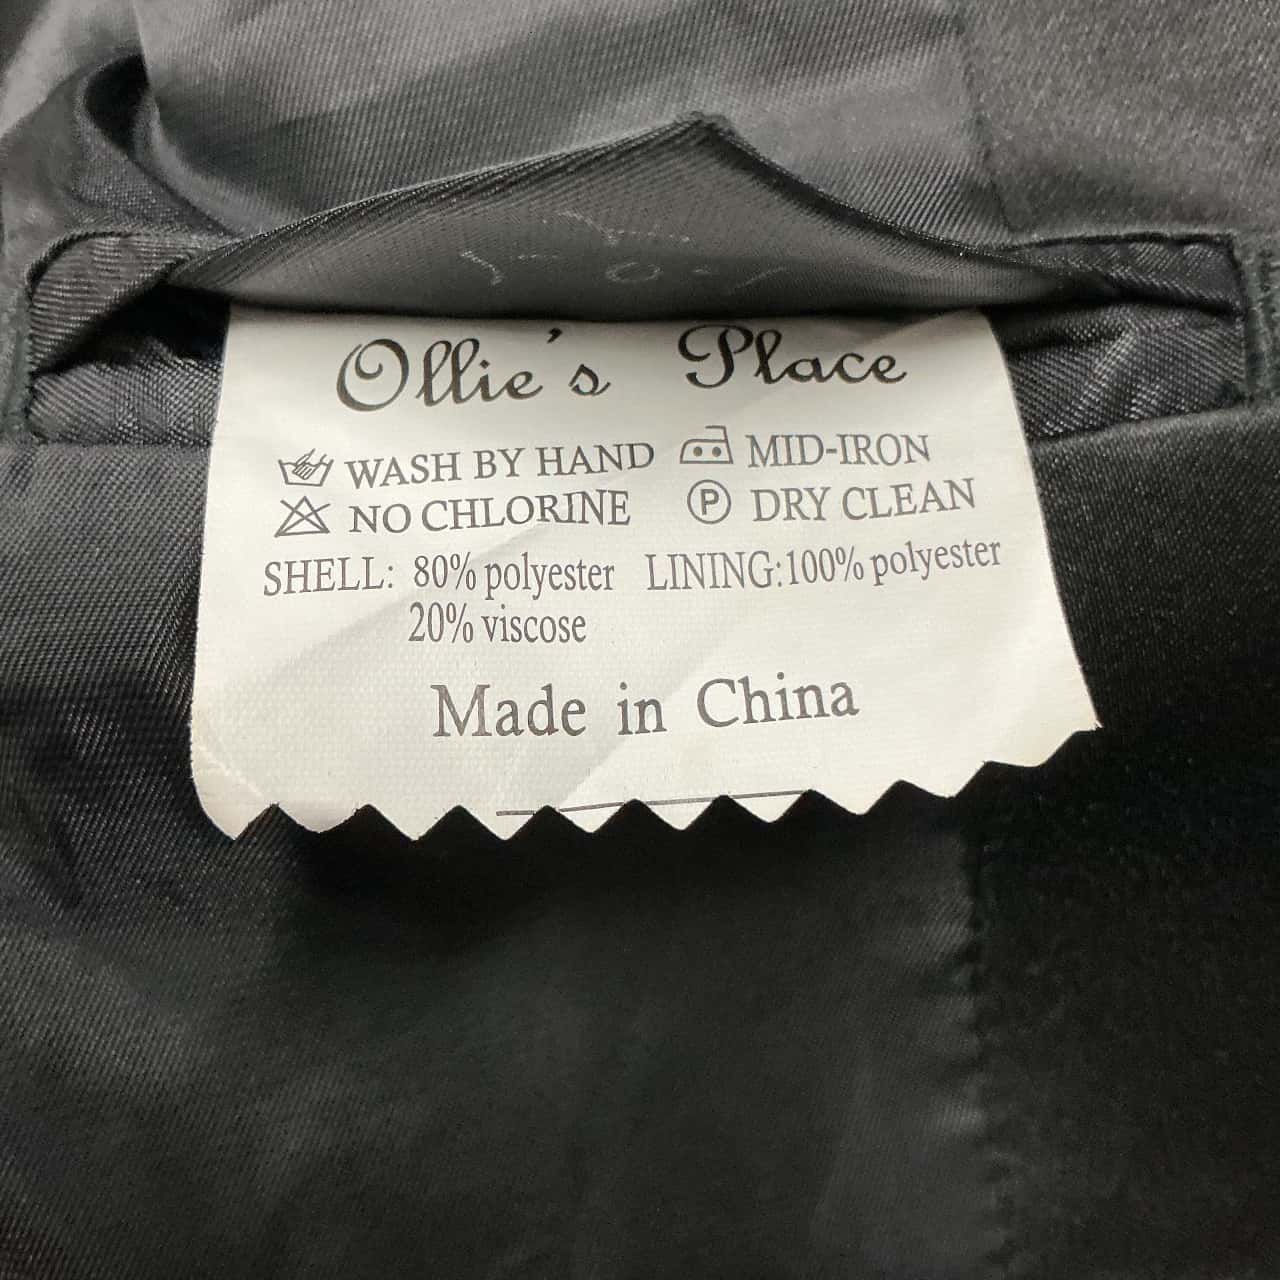 Ollie's Place
WASH BY HAND MID-IRON
NO CHLORINE P DRY CLEAN
SHELL: 80% polyester LINING:100% polyester
20% viscose
Made in China